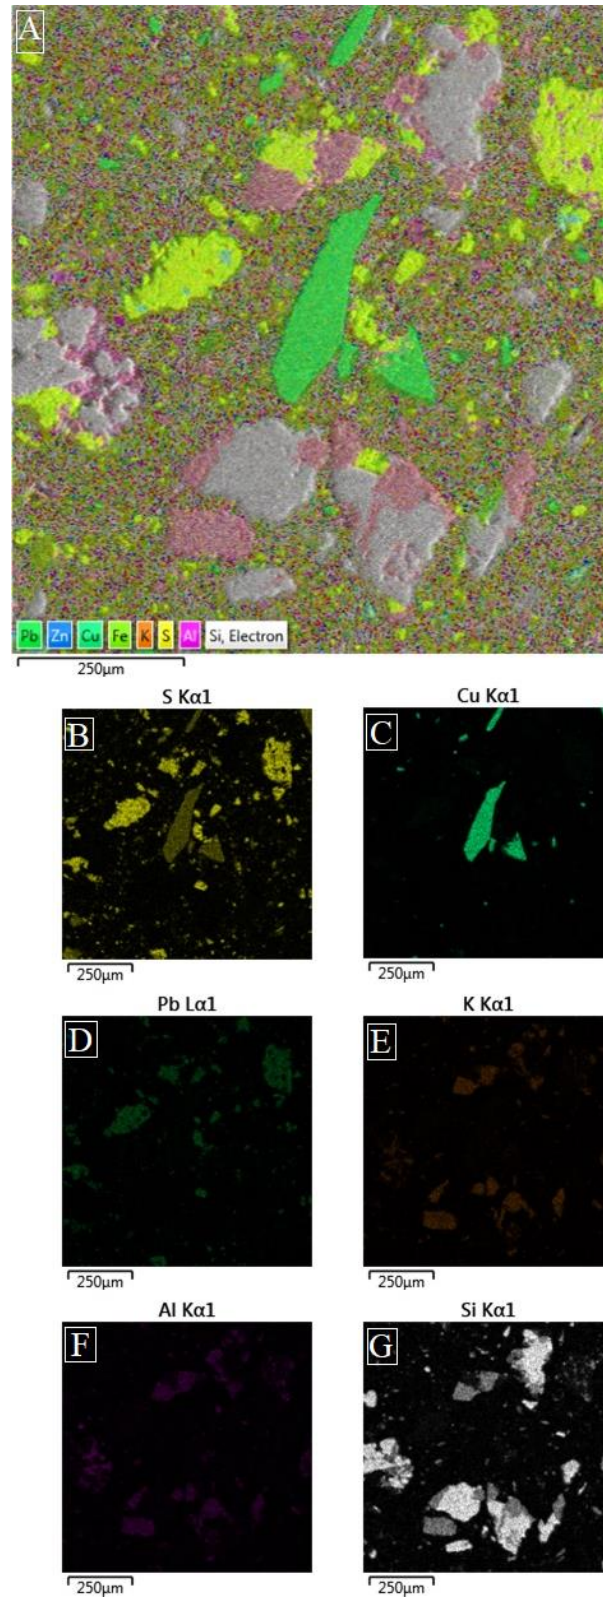 A
Pb Zn Cu Fe K S Al Si, Electron
250µm
S Kα1 Cu Kα1
B C
250µm 250µm
Pb Lα1 K Kα1
D E
250µm 250µm
Al Kα1 Si Kα1
F G
250µm 250µm